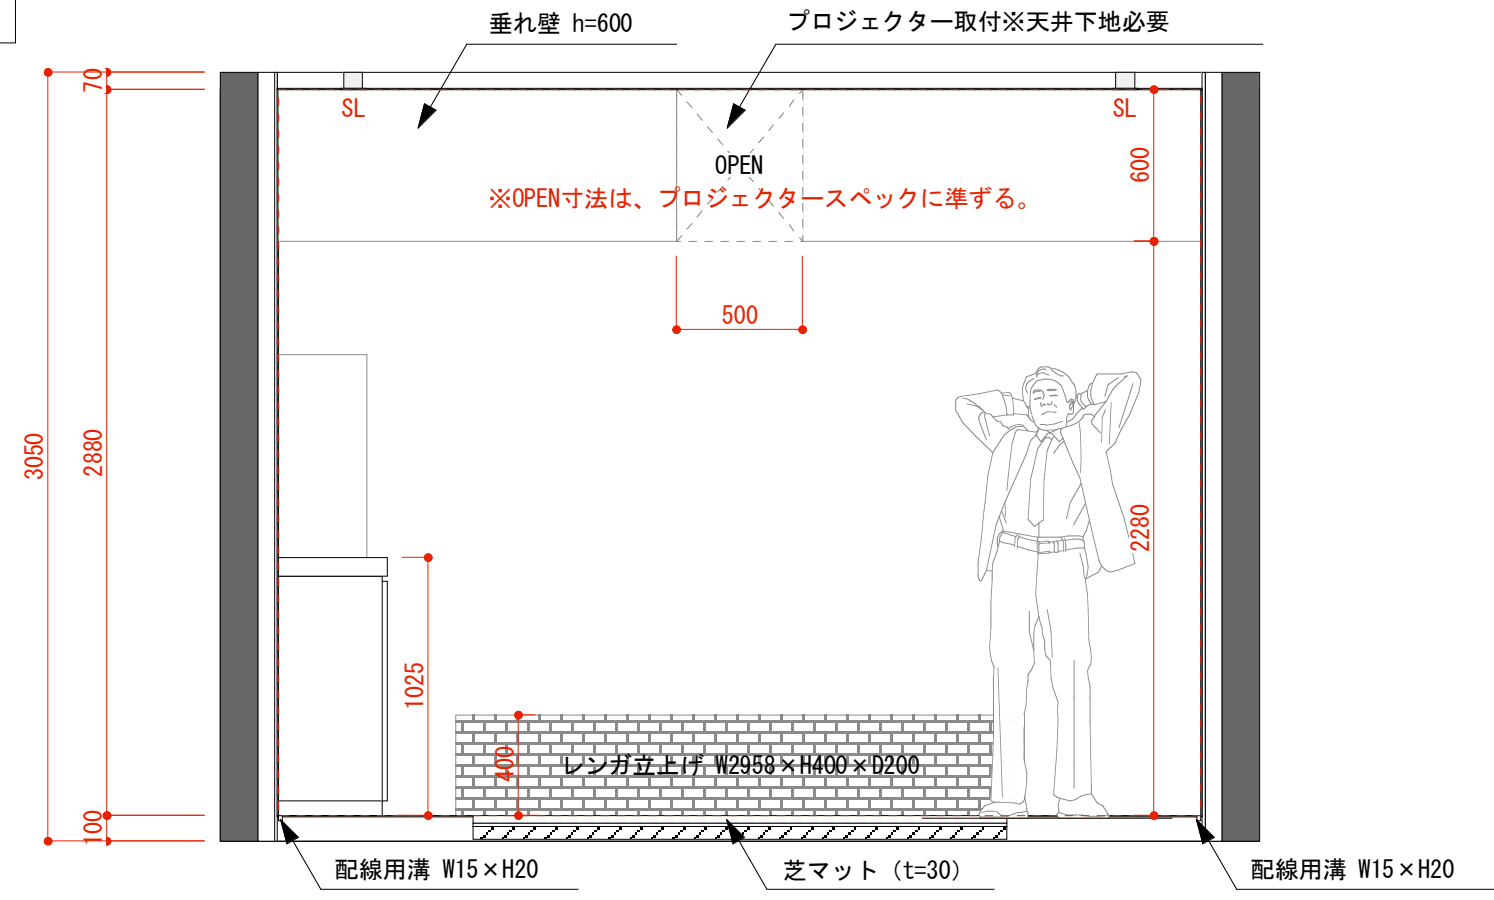 垂れ壁 h=600
プロジェクター取付※天井下地必要
70
SL
SL
OPEN
600
※OPEN寸法は、プロジェクタースペックに準ずる。
500
3050
2880
2280
1025
400
レンガ立上げ W2958×H400×D200
100
配線用溝 W15×H20
芝マット（t=30）
配線用溝 W15×H20